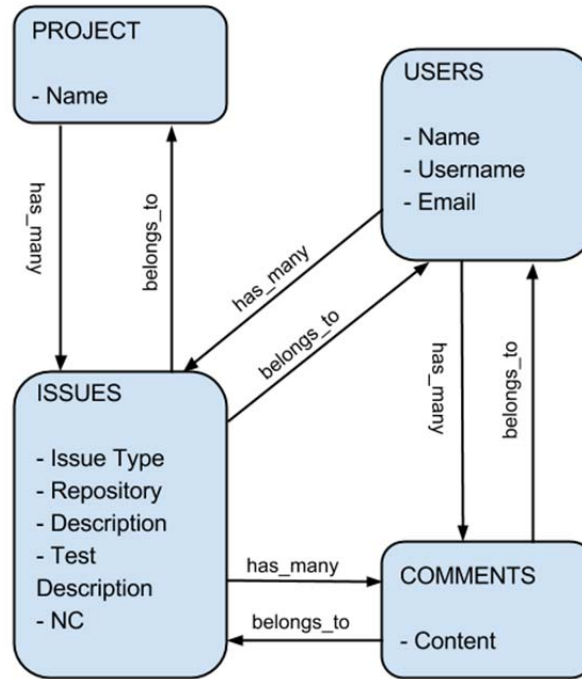 PROJECT
- Name
USERS
- Name
- Username
- Email
has_many
belongs_to
has_many
belongs_to
has_many
belongs_to
ISSUES
- Issue Type
- Repository
- Description
- Test
Description
- NC
has_many
belongs_to
COMMENTS
- Content